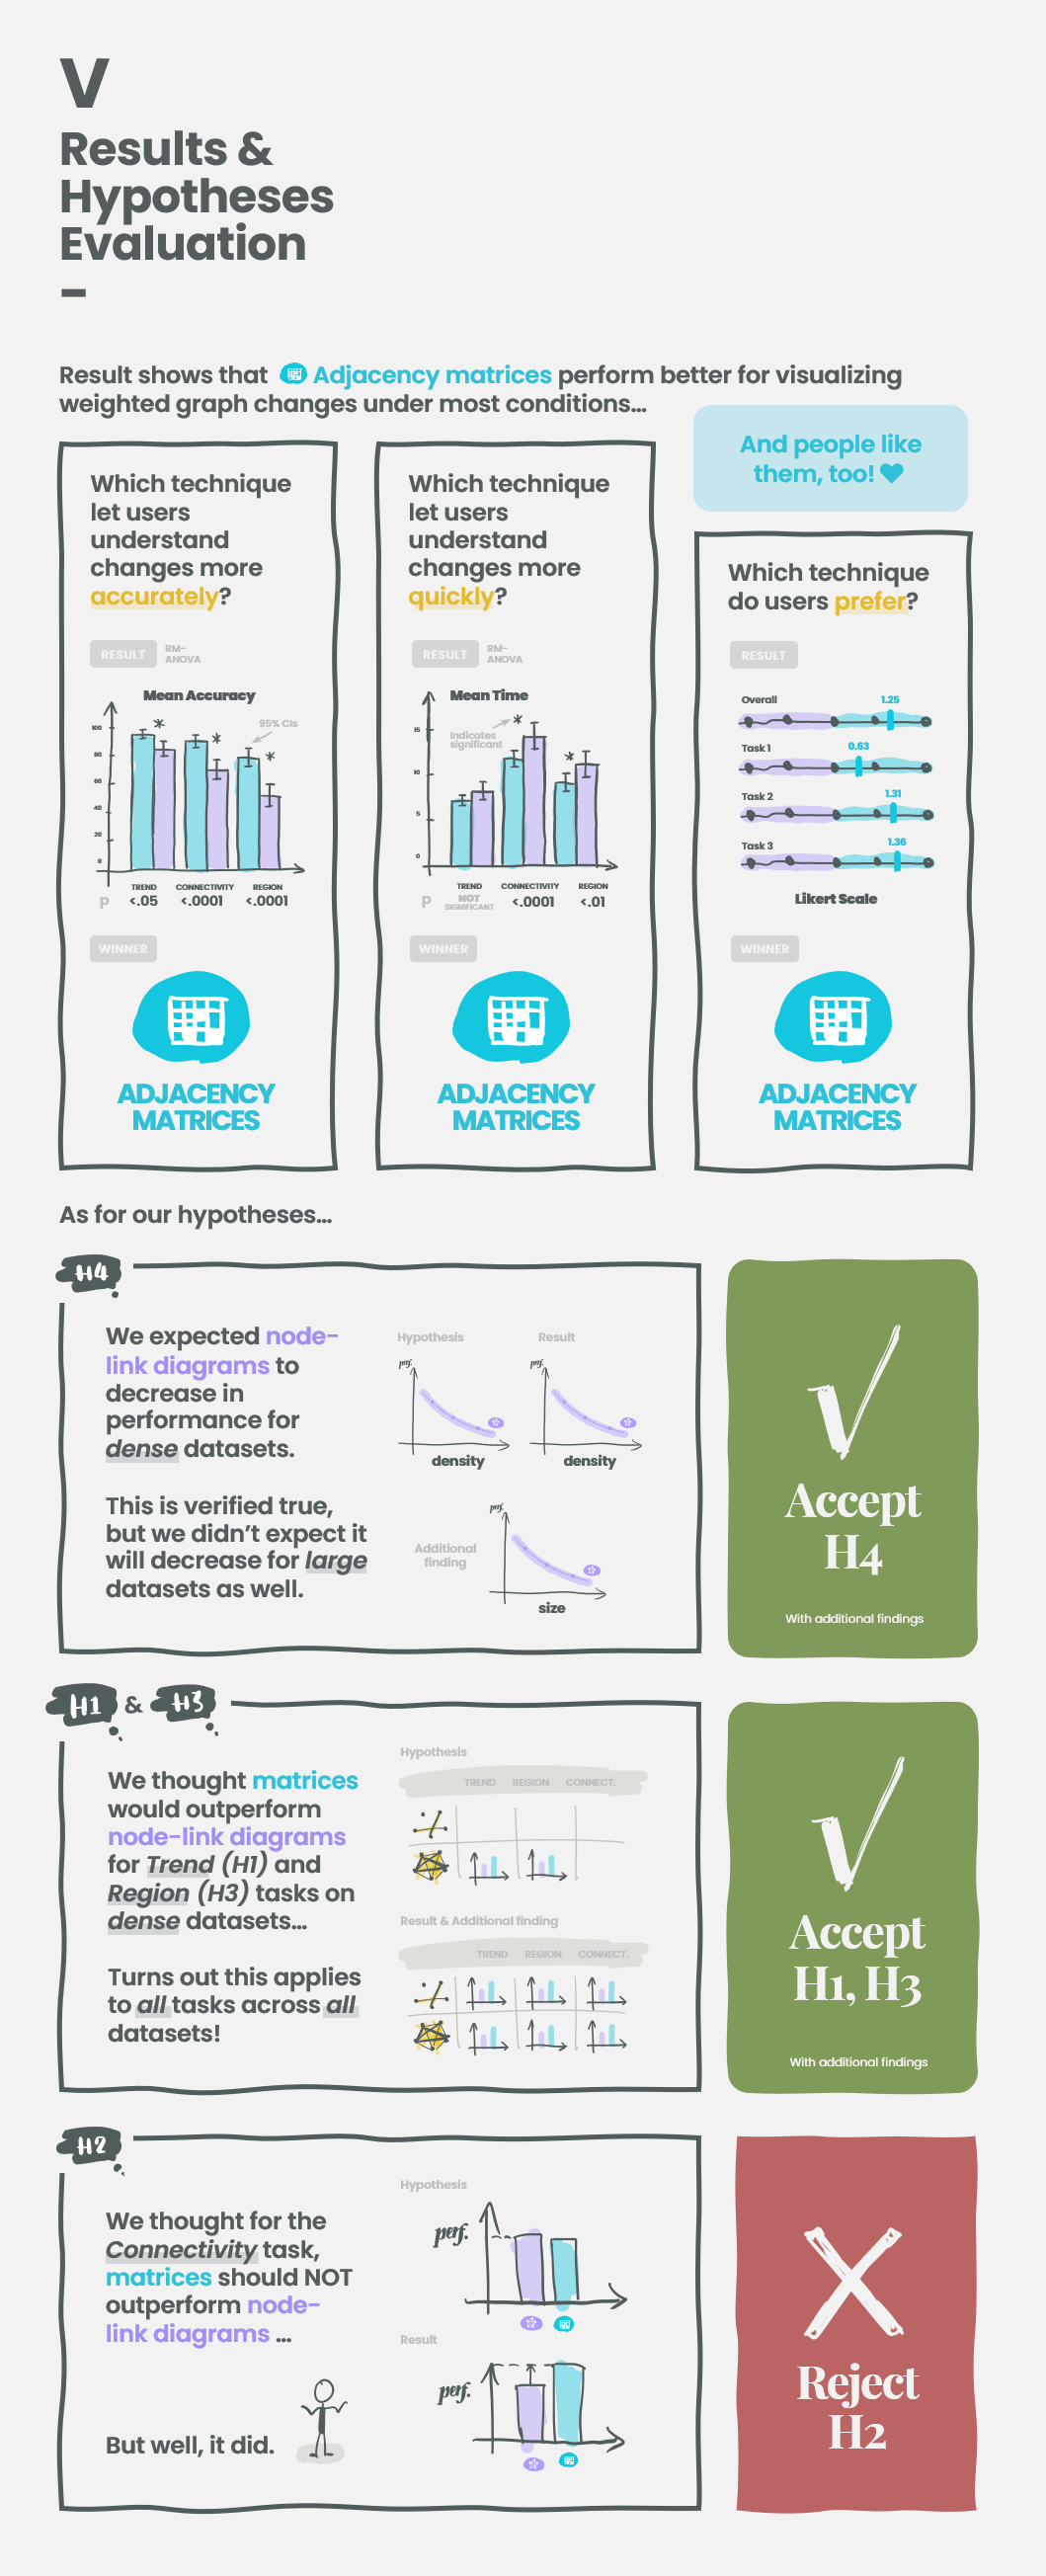 V
Results &
Hypotheses
Evaluation
–
Result shows that Adjacency matrices perform better for visualizing
weighted graph changes under most conditions...
And people like
them, too!
Which technique
let users
understand
changes more
accurately?
RESULT
RM-
ANOVA
Mean Accuracy
95% CIs
100
80
60
40
20
0
TREND
CONNECTIVITY
REGION
p
<.05
<.0001
<.0001
WINNER
ADJACENCY
MATRICES
Which technique
let users
understand
changes more
quickly?
RESULT
RM-
ANOVA
Mean Time
Indicates
significant
15
10
5
0
TREND
CONNECTIVITY
REGION
p
NOT
SIGNIFICANT
<.0001
<.01
WINNER
ADJACENCY
MATRICES
Which technique
do users prefer?
RESULT
Overall
1.25
Task 1
0.63
Task 2
1.31
Task 3
1.36
Likert Scale
WINNER
ADJACENCY
MATRICES
As for our hypotheses...
H4
We expected node-
link diagrams to
decrease in
performance for
dense datasets.
This is verified true,
but we didn't expect it
will decrease for large
datasets as well.
Hypothesis
Result
perf.
perf.
density
density
Additional
finding
perf.
size
Accept
H4
With additional findings
H1 & H3
We thought matrices
would outperform
node-link diagrams
for Trend (H1) and
Region (H3) tasks on
dense datasets...
Turns out this applies
to all tasks across all
datasets!
Hypothesis
TREND REGION CONNECT.
Result & Additional finding
TREND REGION CONNECT.
Accept
H1, H3
With additional findings
H2
We thought for the
Connectivity task,
matrices should NOT
outperform node-
link diagrams ...
But well, it did.
Hypothesis
perf.
Result
perf.
Reject
H2